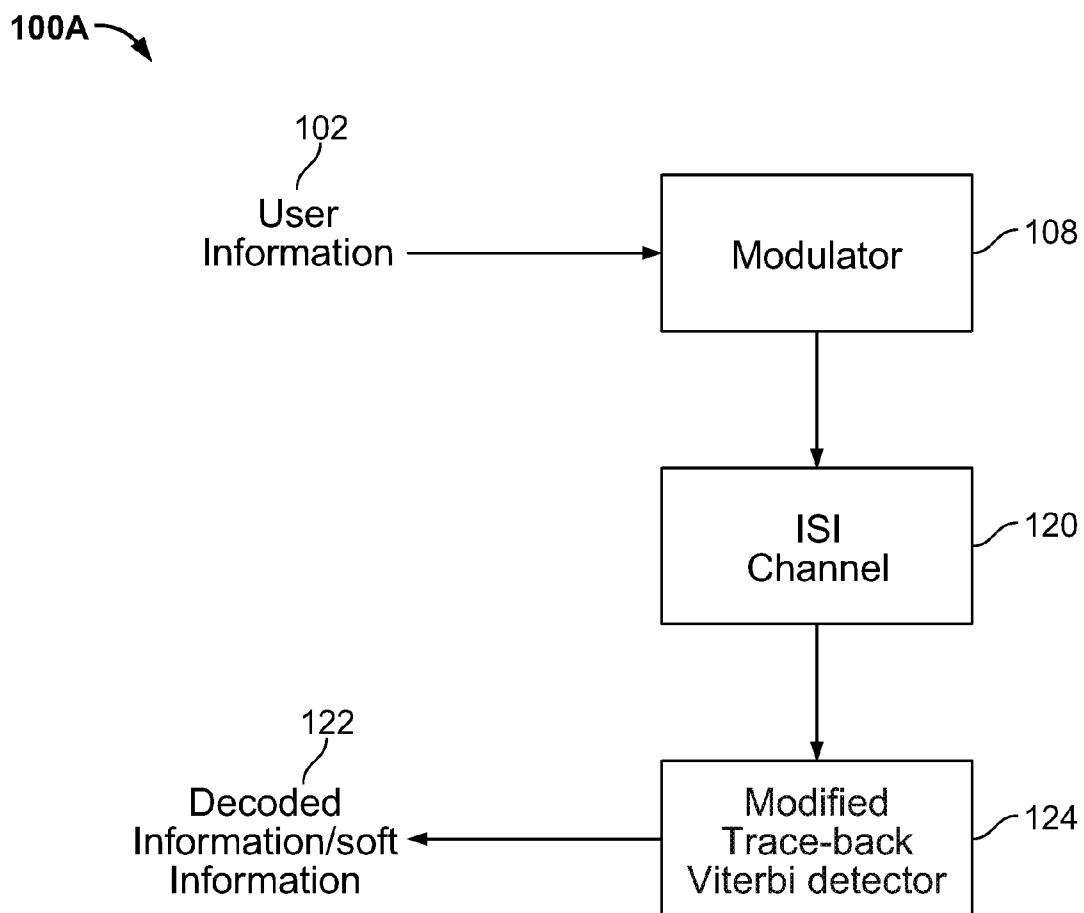 100A
102
User
Information
Modulator
108
ISI
Channel
120
122
Decoded
Information/soft
Information
Modified
Trace-back
Viterbi detector
124